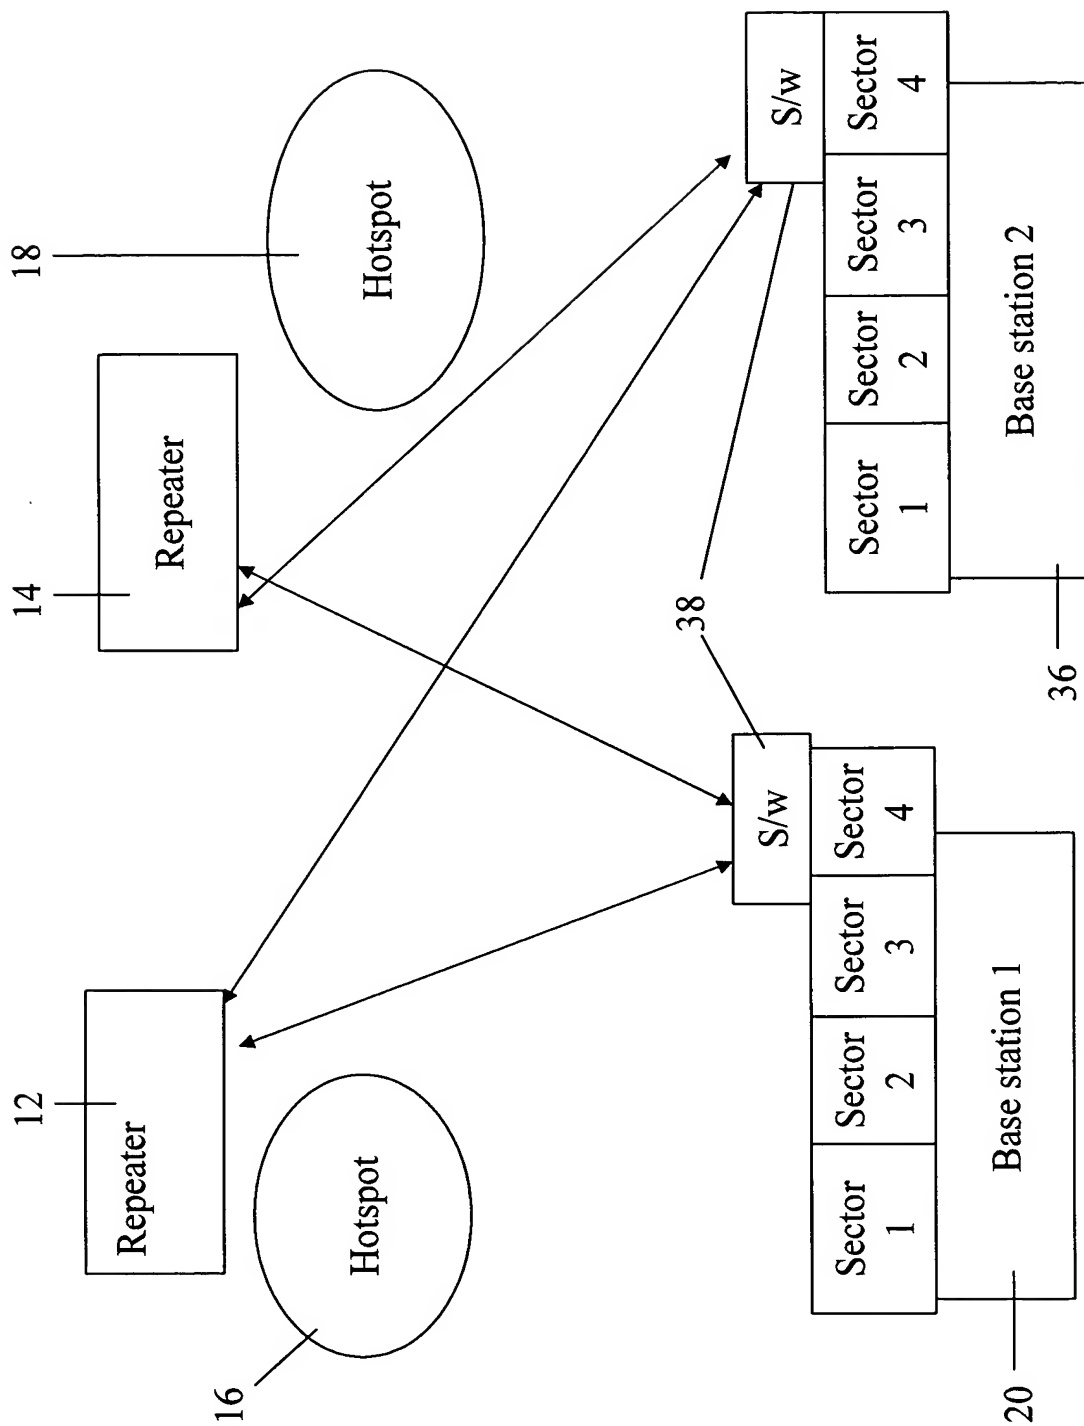 12
Repeater
14
Repeater
18
16
Hotspot
Hotspot
38
S/w
S/w
Sector
1
Sector
2
Sector
3
Sector
4
Sector
1
Sector
2
Sector
3
Sector
4
20
Base station 1
36
Base station 2